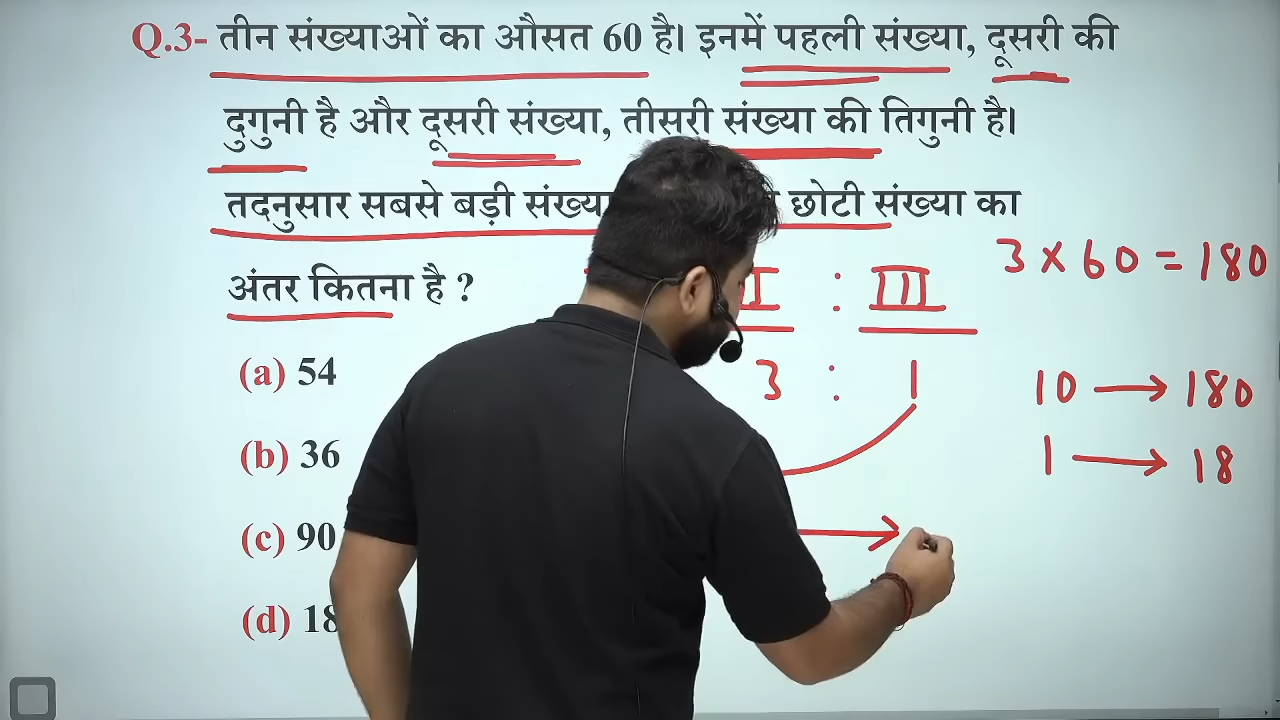 Q.3- तीन संख्याओं का औसत 60 है। इनमें पहली संख्या, दूसरी की
दुगुनी है और दूसरी संख्या, तीसरी संख्या की तिगुनी है।
तदनुसार सबसे बड़ी संख्या छोटी संख्या का
अंतर कितना है ?
: III
3 × 60 = 180
(a) 54
3 : 1
10 → 180
(b) 36
1 → 18
(c) 90
(d) 18